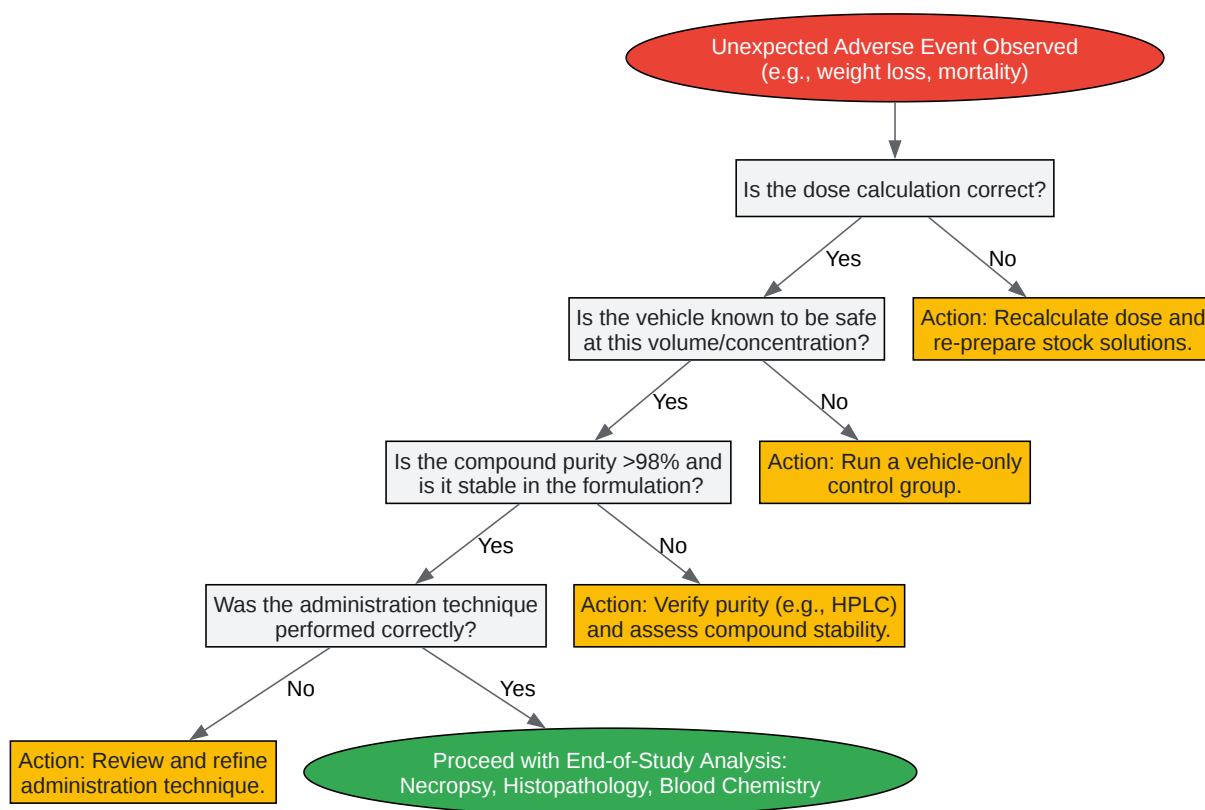 Unexpected Adverse Event Observed
(e.g., weight loss, mortality)
Is the dose calculation correct?
Yes
No
Is the vehicle known to be safe
at this volume/concentration?
Action: Recalculate dose and
re-prepare stock solutions.
Yes
No
Is the compound purity >98% and
is it stable in the formulation?
Action: Run a vehicle-only
control group.
Yes
No
Was the administration technique
performed correctly?
Action: Verify purity (e.g., HPLC)
and assess compound stability.
No
Yes
Action: Review and refine
administration technique.
Proceed with End-of-Study Analysis:
Necropsy, Histopathology, Blood Chemistry